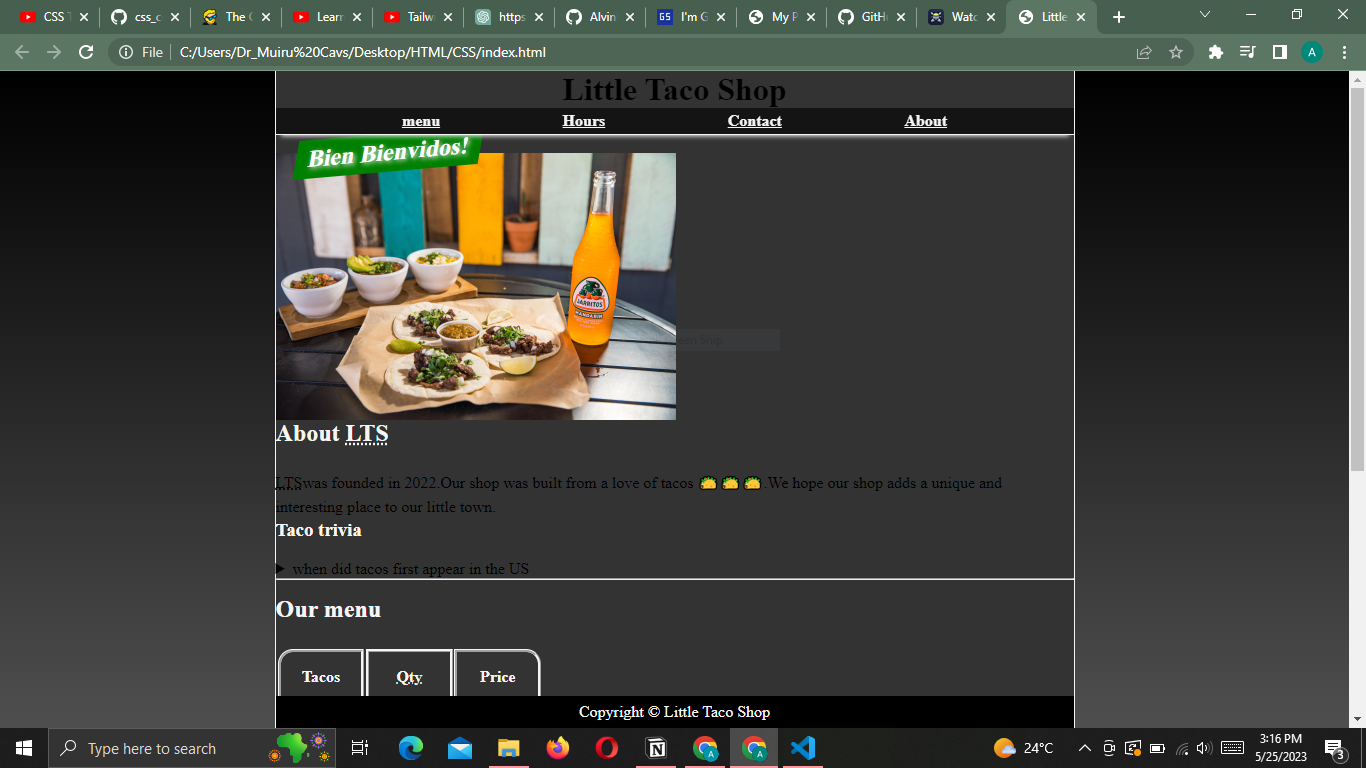 CSS T
css_c
The C
Learn
Tailw
https
Alvin
GS I'm G
My P
GitH
Watc
Little
File C:/Users/Dr_Muiru%20Cavs/Desktop/HTML/CSS/index.html A
Little Taco Shop
menu Hours Contact About
Bien Bienvidos!
JARRITOS
MANDARIN
About LTS
LTSwas founded in 2022.Our shop was built from a love of tacos 🌮 🌮 🌮 .We hope our shop adds a unique and
interesting place to our little town.
Taco trivia
when did tacos first appear in the US
Our menu
Tacos Qty Price
Copyright © Little Taco Shop
Type here to search
24°C
3:16 PM
5/25/2023
3